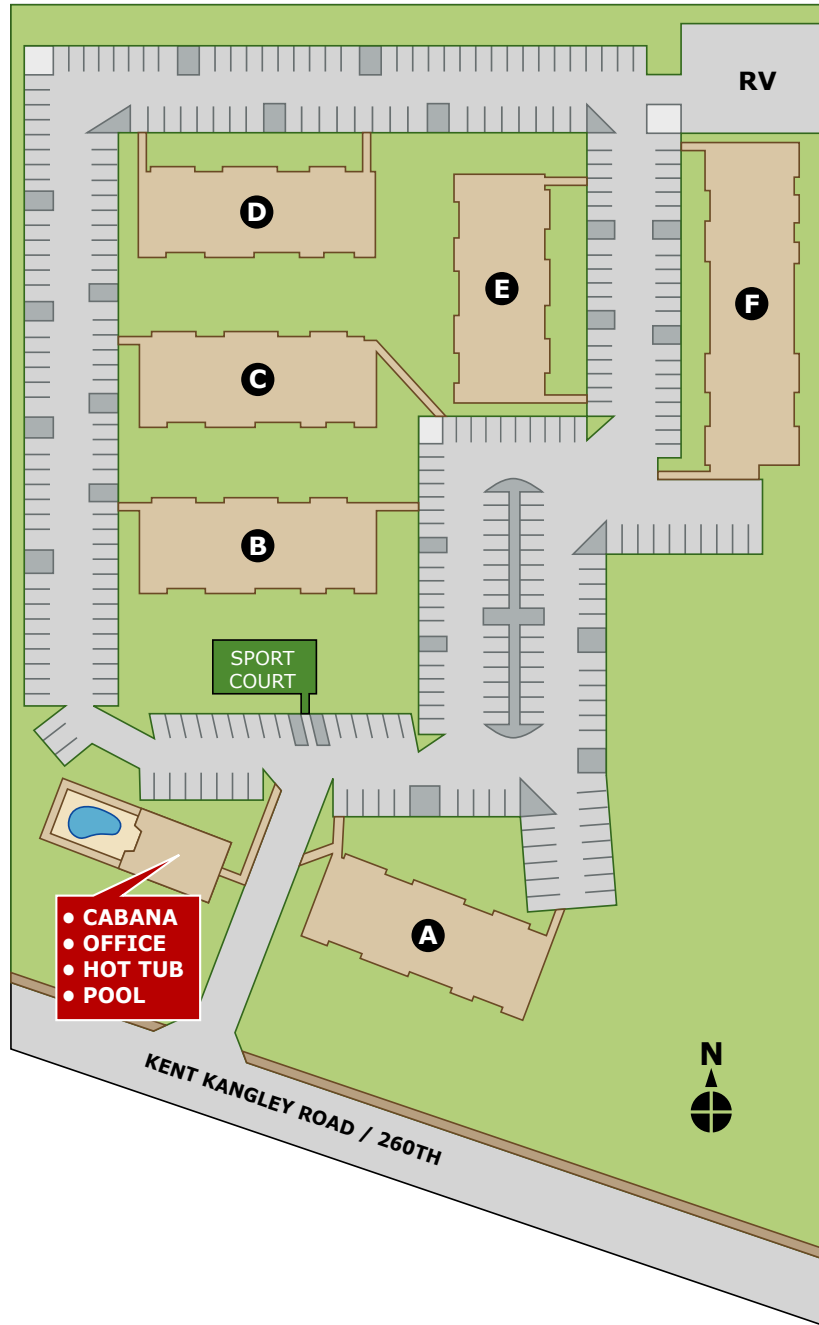 RV
D
E
F
C
B
SPORT
COURT
• CABANA
• OFFICE
• HOT TUB
• POOL
A
N
KENT KANGLEY ROAD / 260TH